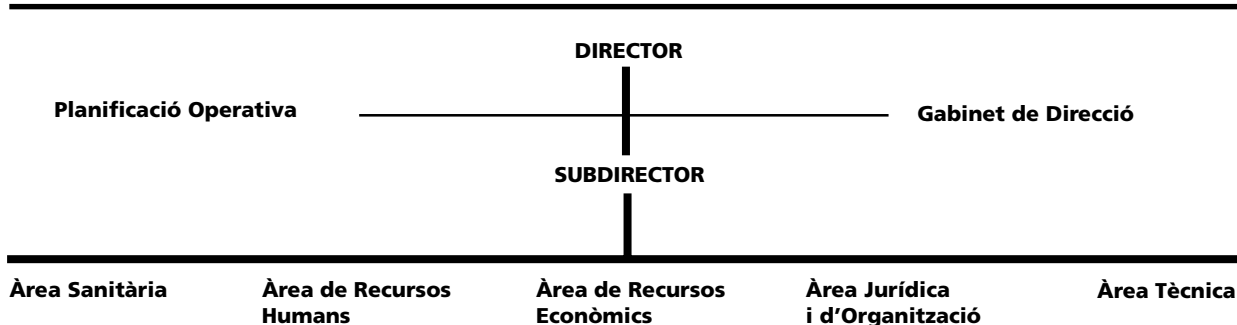 DIRECTOR
Planificació Operativa
Gabinet de Direcció
SUBDIRECTOR
Àrea Sanitària
Àrea de Recursos
Humans
Àrea de Recursos
Econòmics
Àrea Jurídica
i d'Organització
Àrea Tècnica